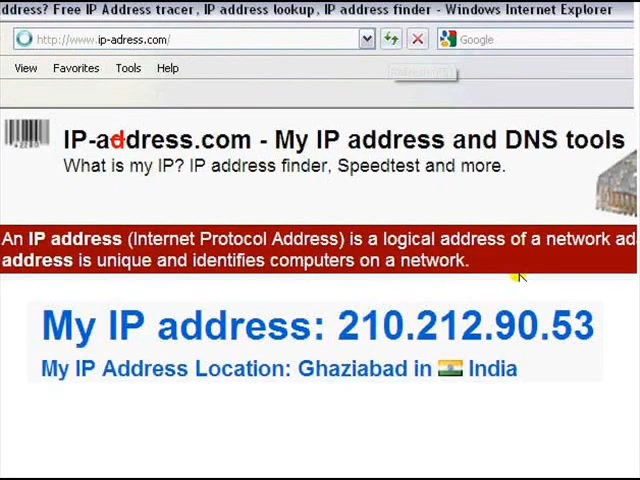 ddress? Free IP Address tracer, IP address lookup, IP address finder - Windows Internet Explorer
http://www.ip-adress.com/
Google
View Favorites Tools Help
IP-address.com - My IP address and DNS tools
What is my IP? IP address finder, Speedtest and more.
An IP address (Internet Protocol Address) is a logical address of a network ad
address is unique and identifies computers on a network.
My IP address: 210.212.90.53
My IP Address Location: Ghaziabad in India